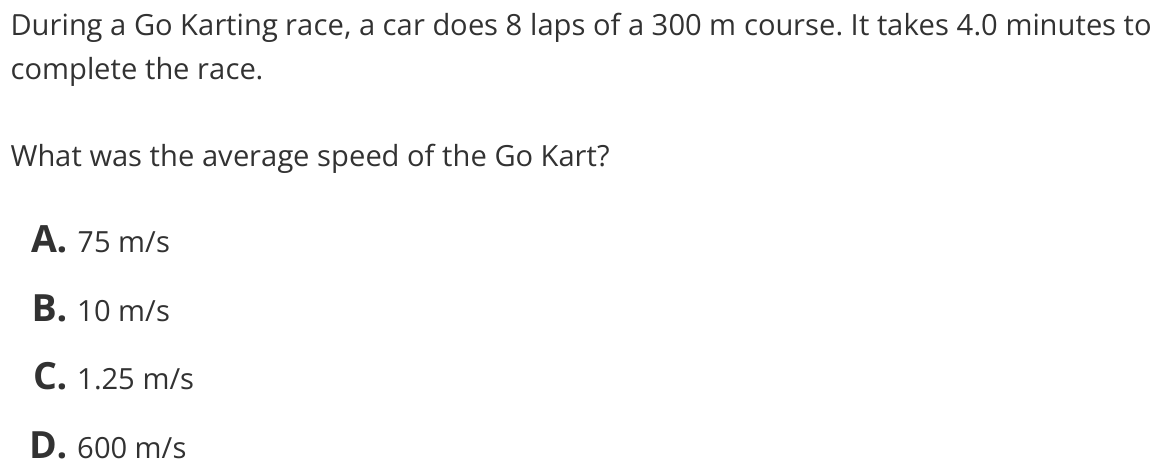 During a Go Karting race, a car does 8 laps of a 300 m course. It takes 4.0 minutes to
complete the race.
What was the average speed of the Go Kart?
A. 75 m/s
B. 10 m/s
C. 1.25 m/s
D. 600 m/s